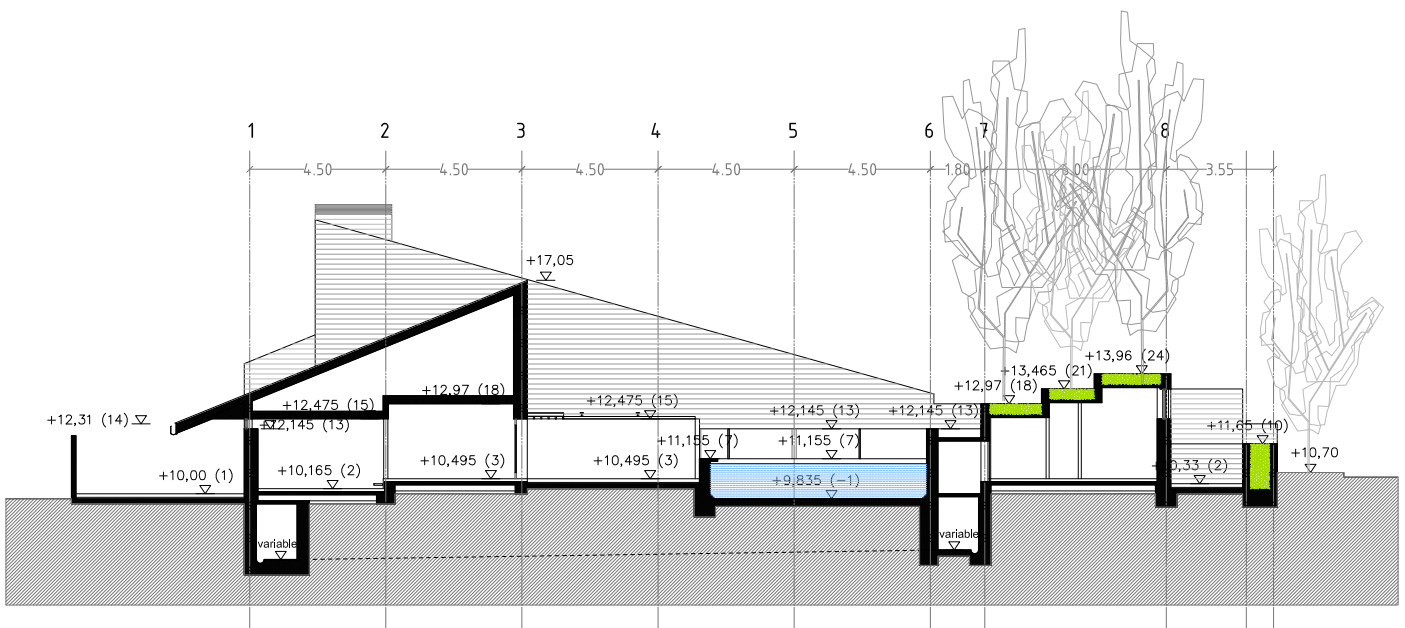 1 2 3 4 5 6 7 8
4.50 4.50 4.50 4.50 4.50 1.80 6.00 3.55
+17,05
+13,96 (24)
+13,465 (21)
+12,97 (18) +12,97 (18)
+12,475 (15) +12,475 (15)
+12,31 (14) +12,145 (13) +12,145 (13) +12,145 (13)
+11,65 (10)
+11,155 (7) +11,155 (7)
+10,70
+10,165 (2) +10,495 (3) +10,495 (3) 0,33 (2)
+10,00 (1) +9,835 (-1)
variable variable